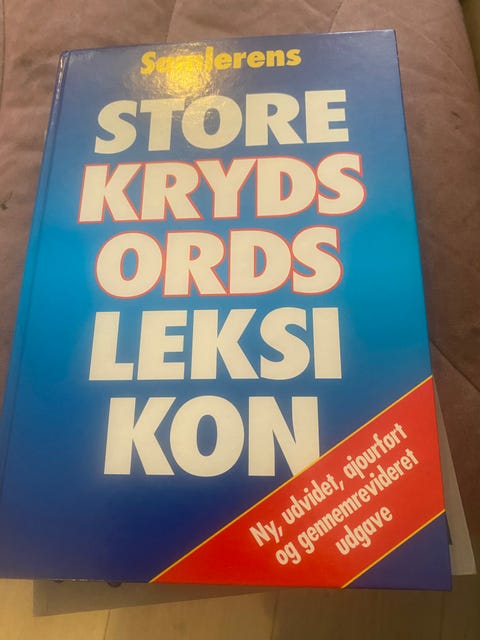 Samlerens
STORE
KRYDS
ORDS
LEKSI
KON
Ny, udvidet, ajourført
og gennemrevideret
udgave